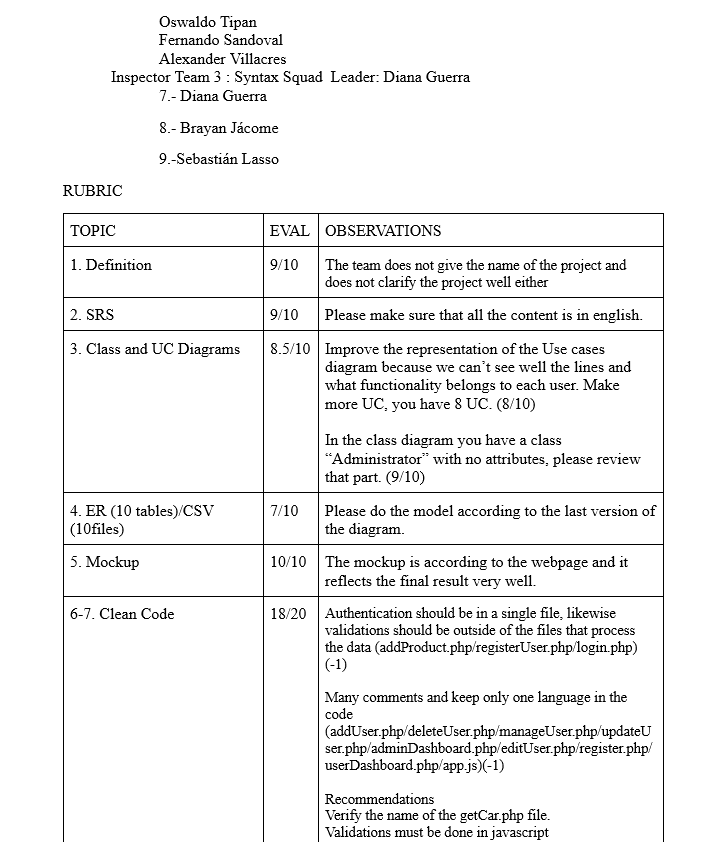 Oswaldo Tipan
Fernando Sandoval
Alexander Villacres
Inspector Team 3 : Syntax Squad  Leader: Diana Guerra
7.- Diana Guerra
8.- Brayan Jácome
9.-Sebastián Lasso
RUBRIC
TOPIC EVAL OBSERVATIONS
1. Definition 9/10 The team does not give the name of the project and
does not clarify the project well either
2. SRS 9/10 Please make sure that all the content is in english.
3. Class and UC Diagrams 8.5/10 Improve the representation of the Use cases
diagram because we can’t see well the lines and
what functionality belongs to each user. Make
more UC, you have 8 UC. (8/10)
In the class diagram you have a class
“Administrator” with no attributes, please review
that part. (9/10)
4. ER (10 tables)/CSV 7/10 Please do the model according to the last version of
(10files) the diagram.
5. Mockup 10/10 The mockup is according to the webpage and it
reflects the final result very well.
6-7. Clean Code 18/20 Authentication should be in a single file, likewise
validations should be outside of the files that process
the data (addProduct.php/registerUser.php/login.php)
(-1)
Many comments and keep only one language in the
code
(addUser.php/deleteUser.php/manageUser.php/updateU
ser.php/adminDashboard.php/editUser.php/register.php/
userDashboard.php/app.js)(-1)
Recommendations
Verify the name of the getCar.php file.
Validations must be done in javascript